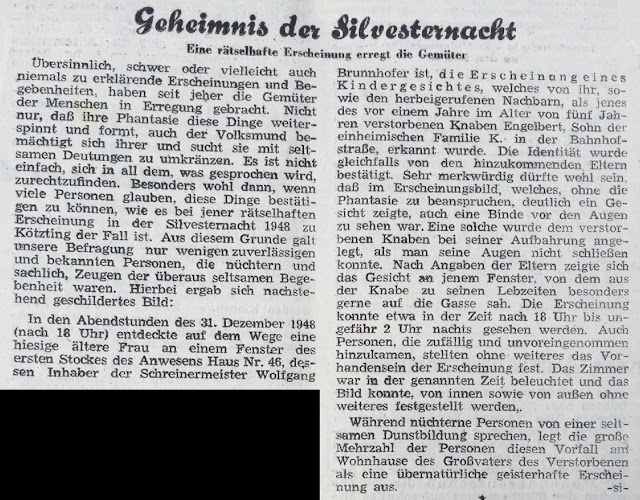 Geheimnis der Silvesternacht
Eine rätselhafte Erscheinung erregt die Gemüter
Übersinnlich, schwer oder vielleicht auch
niemals zu erklärende Erscheinungen und Be-
gebenheiten, haben seit jeher die Gemüter
der Menschen in Erregung gebracht. Nicht
nur, daß ihre Phantasie diese Dinge weiter-
spinnt und formt, auch der Volksmund be-
mächtigt sich ihrer und sucht sie mit selt-
samen Deutungen zu umkränzen. Es ist nicht
einfach, sich in all dem, was gesprochen wird,
zurechtzufinden. Besonders wohl dann, wenn
viele Personen glauben, diese Dinge bestäti-
gen zu können, wie es bei jener rätselhaften
Erscheinung in der Silvesternacht 1948 zu
Kötzting der Fall ist. Aus diesem Grunde galt
unsere Befragung nur wenigen zuverlässigen
und bekannten Personen, die nüchtern und
sachlich, Zeugen der überaus seltsamen Bege-
benheit waren. Hierbei ergab sich nachste-
hend geschildertes Bild:
In den Abendstunden des 31. Dezember 1948
(nach 18 Uhr) entdeckte auf dem Wege eine
hiesige ältere Frau an einem Fenster des
ersten Stockes des Anwesens Haus Nr. 46, des-
sen Inhaber der Schreinermeister Wolfgang
Brunnhofer ist, die Erscheinung eines
Kindergesichtes, welches von ihr, so-
wie den herbeigerufenen Nachbarn, als jenes
des vor einem Jahre im Alter von fünf Jah-
ren verstorbenen Knaben Engelbert, Sohn der
einheimischen Familie K. in der Bahnhof-
straße, erkannt wurde. Die Identität wurde
gleichfalls von den hinzukommenden Eltern
bestätigt. Sehr merkwürdig dürfte wohl sein,
daß im Erscheinungsbild, welches, ohne die
Phantasie zu beanspruchen, deutlich ein Ge-
sicht zeigte, auch eine Binde vor den Augen
zu sehen war. Eine solche wurde dem verstor-
benen Knaben bei seiner Aufbahrung ange-
legt, als man seine Augen nicht schließen
konnte. Nach Angaben der Eltern zeigte sich
das Gesicht an jenem Fenster, von dem aus
der Knabe zu seinen Lebzeiten besonders
gerne auf die Gasse sah. Die Erscheinung
konnte etwa in der Zeit nach 18 Uhr bis un-
gefähr 2 Uhr nachts gesehen werden. Auch
Personen, die zufällig und unvoreingenommen
hinzukamen, stellten ohne weiteres das Vor-
handensein der Erscheinung fest. Das Zimmer
war in der genannten Zeit beleuchtet und das
Bild konnte, von innen sowie von außen ohne
weiteres festgestellt werden,.
Während nüchterne Personen von einer selt-
samen Dunstbildung sprechen, legt die große
Mehrzahl der Personen diesen Vorfall am
Wohnhause des Großvaters des Verstorbenen
als eine übernatürliche geisterhafte Erschei-
nung aus. -si-